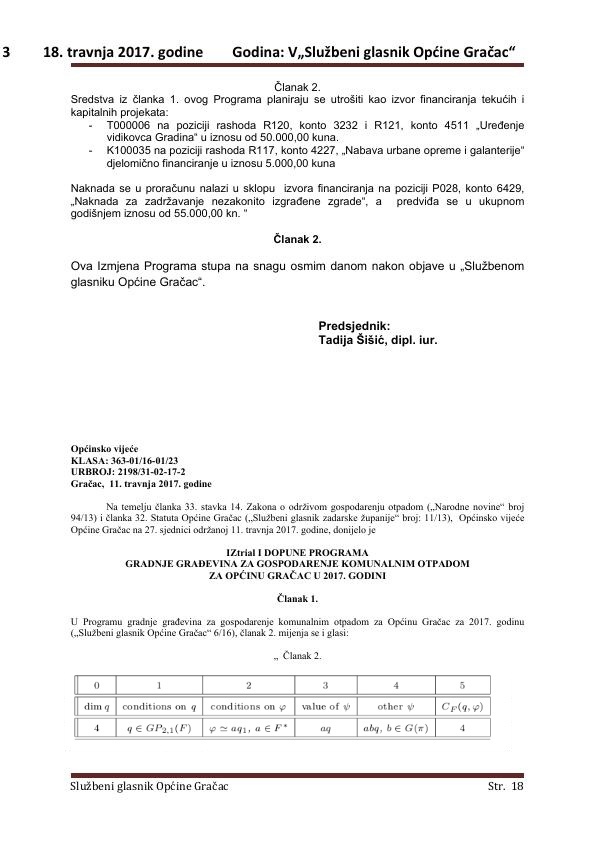 3 18. travnja 2017. godine Godina: V„Službeni glasnik Općine Gračac“
Članak 2.
Sredstva iz članka 1. ovog Programa planiraju se utrošiti kao izvor financiranja tekućih i
kapitalnih projekata:
- T000006 na poziciji rashoda R120, konto 3232 i R121, konto 4511 „Uređenje
vidikovca Gradina“ u iznosu od 50.000,00 kuna.
- K100035 na poziciji rashoda R117, konto 4227, „Nabava urbane opreme i galanterije“
djelomično financiranje u iznosu 5.000,00 kuna
Naknada se u proračunu nalazi u sklopu izvora financiranja na poziciji P028, konto 6429,
„Naknada za zadržavanje nezakonito izgrađene zgrade“, a predviđa se u ukupnom
godišnjem iznosu od 55.000,00 kn. “
Članak 2.
Ova Izmjena Programa stupa na snagu osmim danom nakon objave u „Službenom
glasniku Općine Gračac“.
Predsjednik:
Tadija Šišić, dipl. iur.
Općinsko vijeće
KLASA: 363-01/16-01/23
URBROJ: 2198/31-02-17-2
Gračac, 11. travnja 2017. godine
Na temelju članka 33. stavka 14. Zakona o održivom gospodarenju otpadom („Narodne novine“ broj
94/13) i članka 32. Statuta Općine Gračac („Službeni glasnik zadarske županije“ broj: 11/13), Općinsko vijeće
Općine Gračac na 27. sjednici održanoj 11. travnja 2017. godine, donijelo je
IZtrial I DOPUNE PROGRAMA
GRADNJE GRAĐEVINA ZA GOSPODARENJE KOMUNALNIM OTPADOM
ZA OPĆINU GRAČAC U 2017. GODINI
Članak 1.
U Programu gradnje građevina za gospodarenje komunalnim otpadom za Općinu Gračac za 2017. godinu
(„Službeni glasnik Općine Gračac“ 6/16), članak 2. mijenja se i glasi:
„ Članak 2.
0 1 2 3 4 5
dim q conditions on q conditions on φ value of ψ other ψ C_F(q, φ)
4 q ∈ GP_{2,1}(F) φ ≃ aq_1, a ∈ F* aq abq, b ∈ G(π) 4
Službeni glasnik Općine Gračac Str. 18